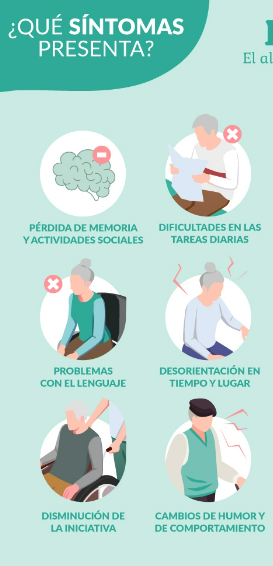 ¿QUÉ SÍNTOMAS
PRESENTA?
El al
PÉRDIDA DE MEMORIA
Y ACTIVIDADES SOCIALES
DIFICULTADES EN LAS
TAREAS DIARIAS
PROBLEMAS
CON EL LENGUAJE
DESORIENTACIÓN EN
TIEMPO Y LUGAR
DISMINUCIÓN DE
LA INICIATIVA
CAMBIOS DE HUMOR Y
DE COMPORTAMIENTO